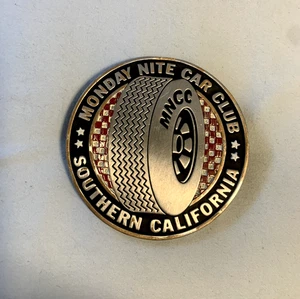 MONDAY NITE CAR CLUB
MNCC
SOUTHERN CALIFORNIA